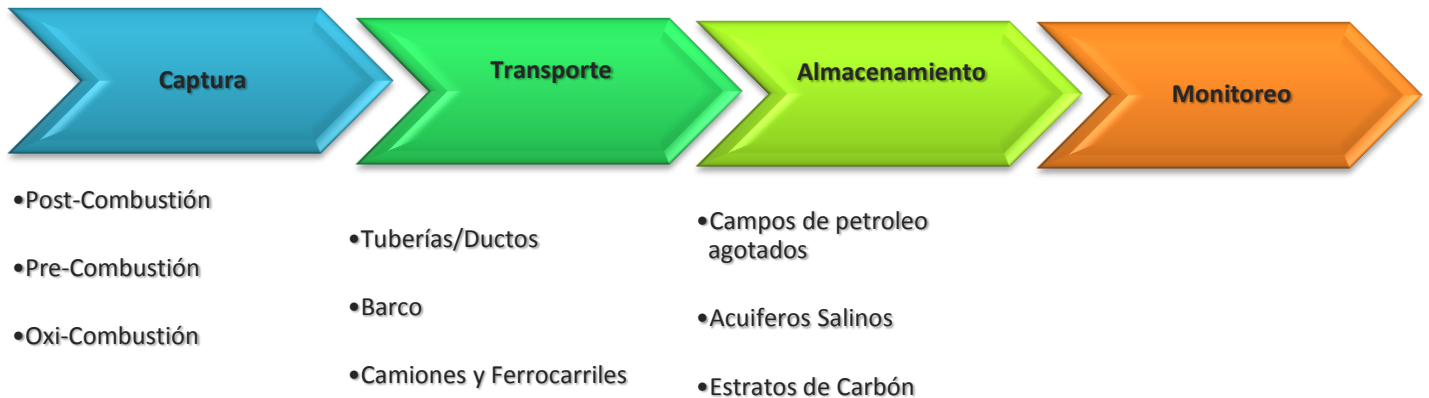 Captura
•Post-Combustión
•Pre-Combustión
•Oxi-Combustión
Transporte
•Tuberías/Ductos
•Barco
•Camiones y Ferrocarriles
Almacenamiento
•Campos de petroleo
agotados
•Acuiferos Salinos
•Estratos de Carbón
Monitoreo